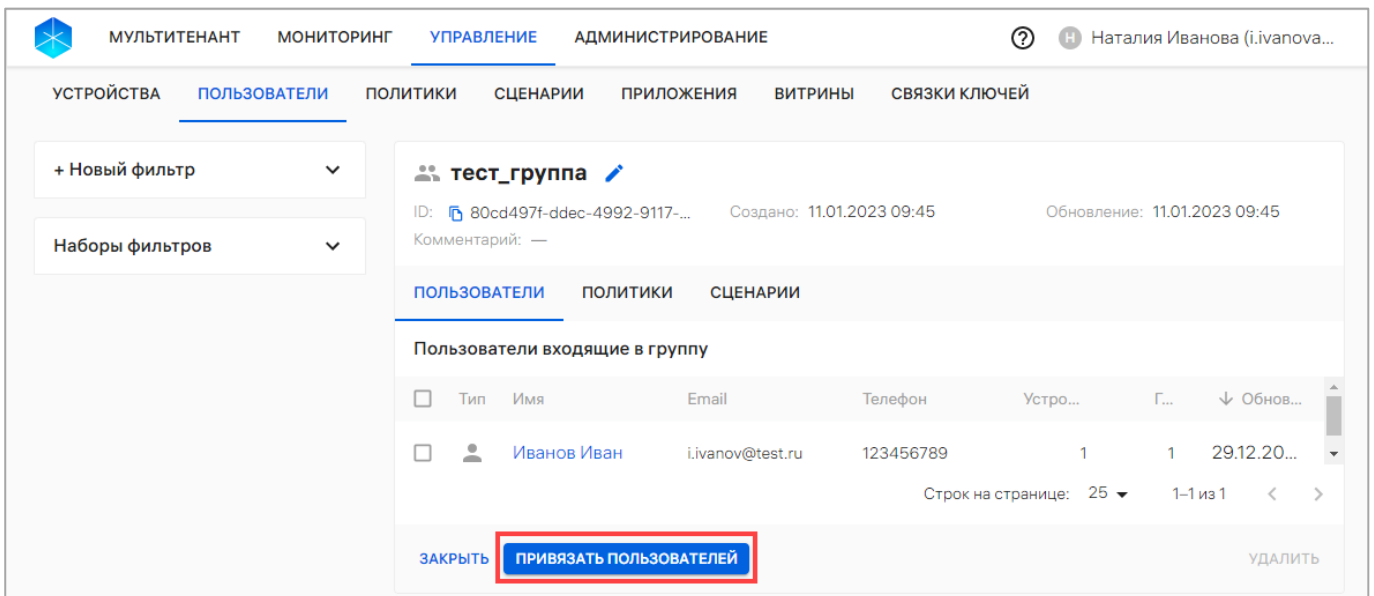 МУЛЬТИТЕНАНТ МОНИТОРИНГ УПРАВЛЕНИЕ АДМИНИСТРИРОВАНИЕ ? Н Наталия Иванова (i.ivanova...
УСТРОЙСТВА ПОЛЬЗОВАТЕЛИ ПОЛИТИКИ СЦЕНАРИИ ПРИЛОЖЕНИЯ ВИТРИНЫ СВЯЗКИ КЛЮЧЕЙ
+ Новый фильтр
Наборы фильтров
тест_группа
ID: 80cd497f-ddec-4992-9117-... Создано: 11.01.2023 09:45 Обновление: 11.01.2023 09:45
Комментарий: —
ПОЛЬЗОВАТЕЛИ ПОЛИТИКИ СЦЕНАРИИ
Пользователи входящие в группу
Тип Имя Email Телефон Устро... Г... ↓ Обнов...
Иванов Иван i.ivanov@test.ru 123456789 1 1 29.12.20...
Строк на странице: 25 1–1 из 1 < >
ЗАКРЫТЬ ПРИВЯЗАТЬ ПОЛЬЗОВАТЕЛЕЙ УДАЛИТЬ